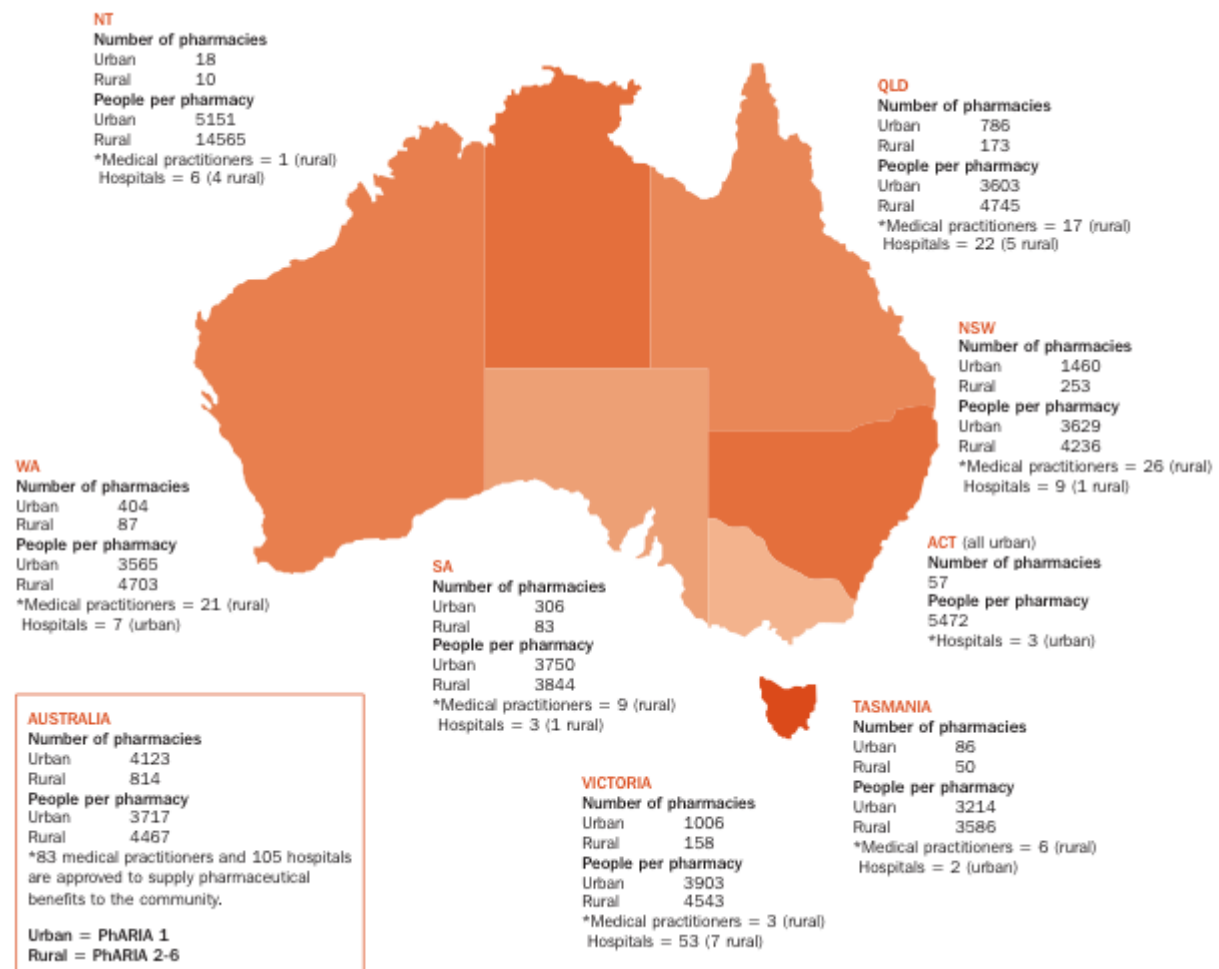 NT
Number of pharmacies
Urban 18
Rural 10
People per pharmacy
Urban 5151
Rural 14565
*Medical practitioners = 1 (rural)
Hospitals = 6 (4 rural)
QLD
Number of pharmacies
Urban 786
Rural 173
People per pharmacy
Urban 3603
Rural 4745
*Medical practitioners = 17 (rural)
Hospitals = 22 (5 rural)
NSW
Number of pharmacies
Urban 1460
Rural 253
People per pharmacy
Urban 3629
Rural 4236
*Medical practitioners = 26 (rural)
Hospitals = 9 (1 rural)
WA
Number of pharmacies
Urban 404
Rural 87
People per pharmacy
Urban 3565
Rural 4703
*Medical practitioners = 21 (rural)
Hospitals = 7 (urban)
SA
Number of pharmacies
Urban 306
Rural 83
People per pharmacy
Urban 3750
Rural 3844
*Medical practitioners = 9 (rural)
Hospitals = 3 (1 rural)
ACT (all urban)
Number of pharmacies
57
People per pharmacy
5472
*Hospitals = 3 (urban)
AUSTRALIA
Number of pharmacies
Urban 4123
Rural 814
People per pharmacy
Urban 3717
Rural 4467
*83 medical practitioners and 105 hospitals
are approved to supply pharmaceutical
benefits to the community.
Urban = PhARIA 1
Rural = PhARIA 2-6
VICTORIA
Number of pharmacies
Urban 1006
Rural 158
People per pharmacy
Urban 3903
Rural 4543
*Medical practitioners = 3 (rural)
Hospitals = 53 (7 rural)
TASMANIA
Number of pharmacies
Urban 86
Rural 50
People per pharmacy
Urban 3214
Rural 3586
*Medical practitioners = 6 (rural)
Hospitals = 2 (urban)